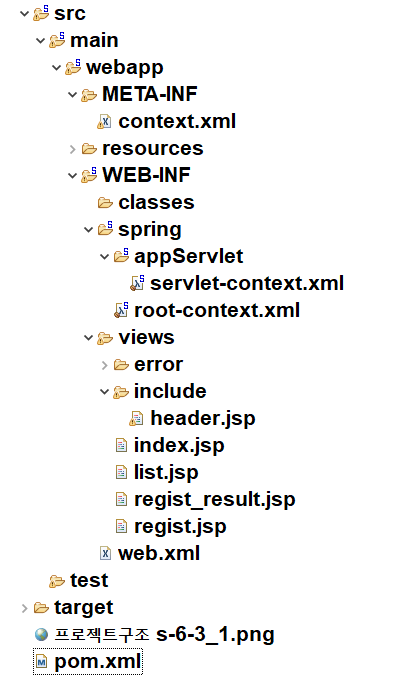 src
main
webapp
META-INF
context.xml
resources
WEB-INF
classes
spring
appServlet
servlet-context.xml
root-context.xml
views
error
include
header.jsp
index.jsp
list.jsp
regist_result.jsp
regist.jsp
web.xml
test
target
프로젝트구조 s-6-3_1.png
pom.xml